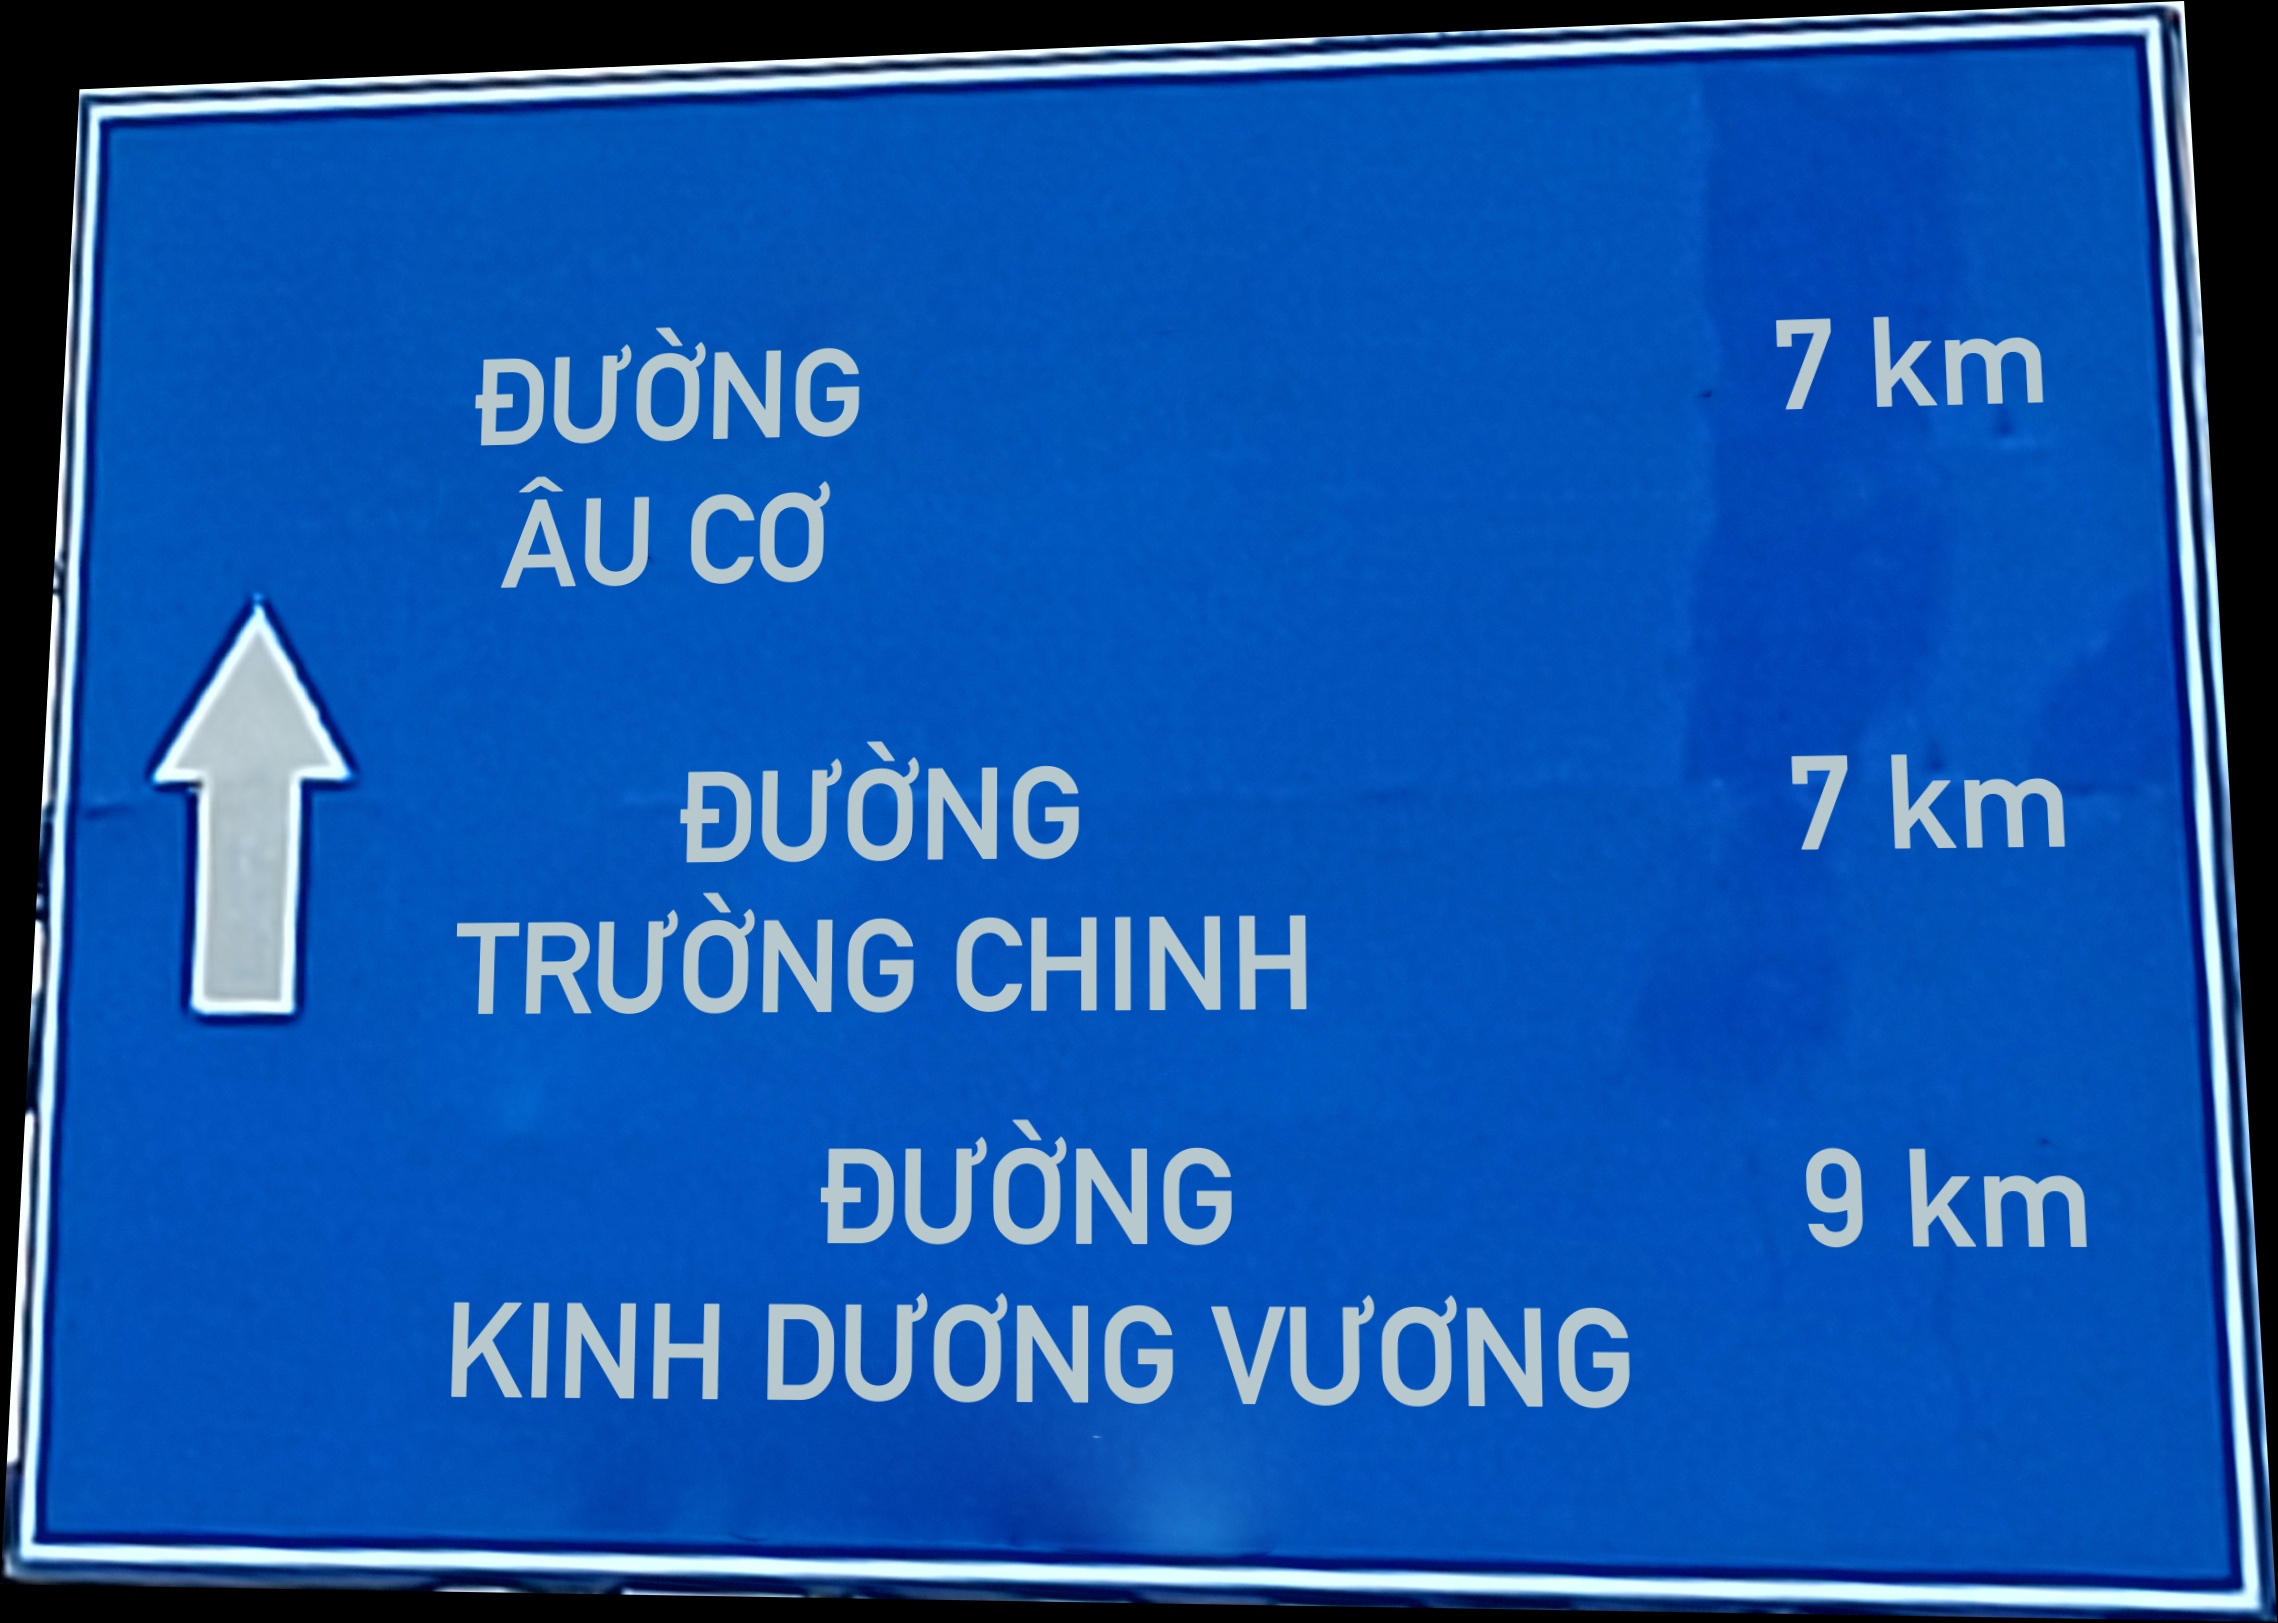 ĐƯỜNG 7 km
ÂU CƠ
ĐƯỜNG 7 km
TRƯỜNG CHINH
ĐƯỜNG 9 km
KINH DƯƠNG VƯƠNG